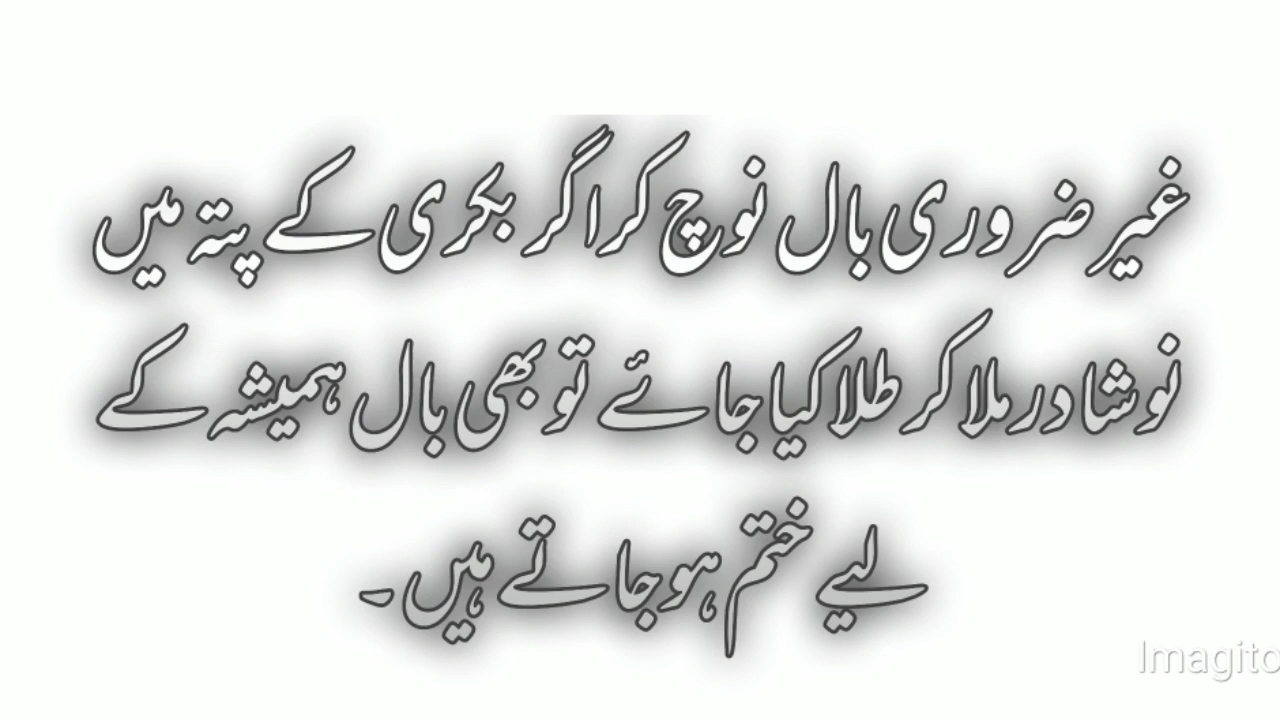 غیر ضروری بال نوچ کر اگر بکری کے پتہ میں
نوشادر ملا کر طلا کیا جائے تو بھی بال ہمیشہ کے
لیے ختم ہو جاتے ہیں۔
Imagito